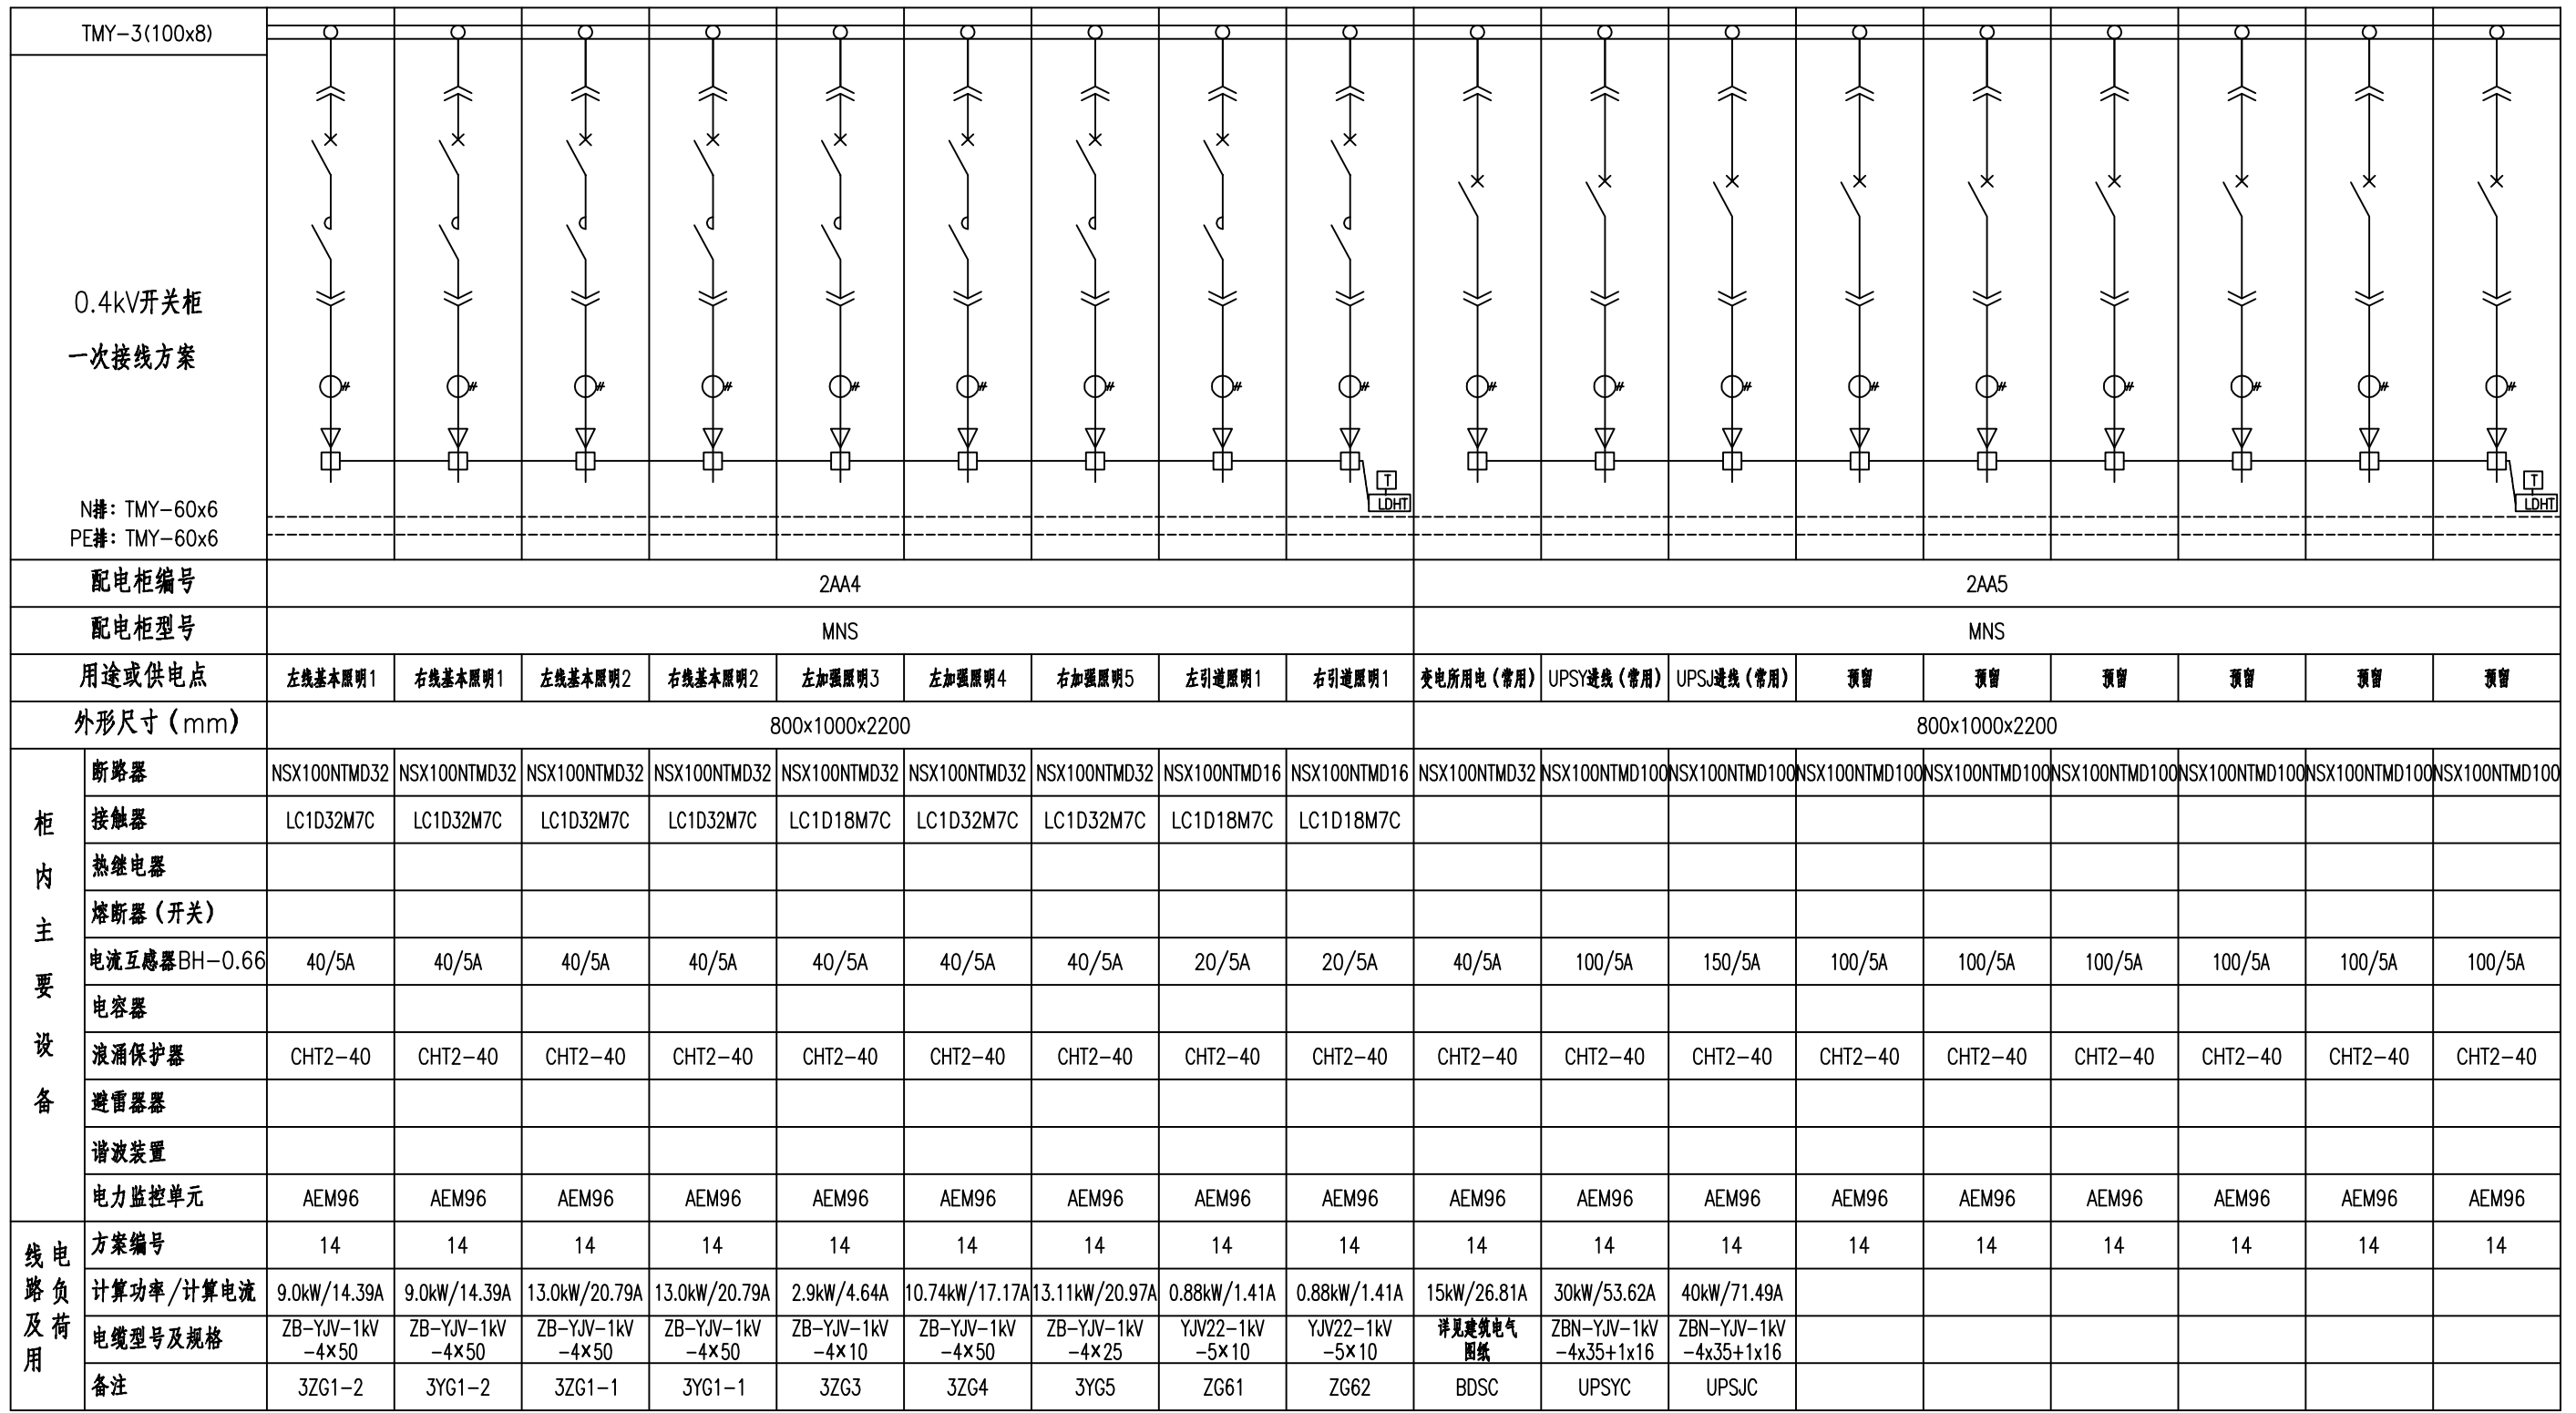 TMY-3(100x8)
0.4kV开关柜
一次接线方案
T
T
LDHT
LDHT
N排：TMY-60x6
PE排：TMY-60x6
配电柜编号 2AA4 2AA5
配电柜型号 MNS MNS
用途或供电点 左线基本照明1 右线基本照明1 左线基本照明2 右线基本照明2 左加强照明3 左加强照明4 右加强照明5 左引道照明1 右引道照明1 变电所用电（常用） UPSY进线（常用） UPSJ进线（常用） 预留 预留 预留 预留 预留 预留
外形尺寸（mm） 800x1000x2200 800x1000x2200
柜内主要设备
断路器 NSX100NTMD32 NSX100NTMD32 NSX100NTMD32 NSX100NTMD32 NSX100NTMD32 NSX100NTMD32 NSX100NTMD32 NSX100NTMD16 NSX100NTMD16 NSX100NTMD32 NSX100NTMD100 NSX100NTMD100 NSX100NTMD100 NSX100NTMD100 NSX100NTMD100 NSX100NTMD100 NSX100NTMD100 NSX100NTMD100
接触器 LC1D32M7C LC1D32M7C LC1D32M7C LC1D32M7C LC1D18M7C LC1D32M7C LC1D32M7C LC1D18M7C LC1D18M7C
热继电器
熔断器（开关）
电流互感器BH-0.66 40/5A 40/5A 40/5A 40/5A 40/5A 40/5A 40/5A 20/5A 20/5A 40/5A 100/5A 150/5A 100/5A 100/5A 100/5A 100/5A 100/5A 100/5A
电容器
浪涌保护器 CHT2-40 CHT2-40 CHT2-40 CHT2-40 CHT2-40 CHT2-40 CHT2-40 CHT2-40 CHT2-40 CHT2-40 CHT2-40 CHT2-40 CHT2-40 CHT2-40 CHT2-40 CHT2-40 CHT2-40 CHT2-40
避雷器器
谐波装置
电力监控单元 AEM96 AEM96 AEM96 AEM96 AEM96 AEM96 AEM96 AEM96 AEM96 AEM96 AEM96 AEM96 AEM96 AEM96 AEM96 AEM96 AEM96 AEM96
线路及用
电负荷
方案编号 14 14 14 14 14 14 14 14 14 14 14 14 14 14 14 14 14 14
计算功率/计算电流 9.0kW/14.39A 9.0kW/14.39A 13.0kW/20.79A 13.0kW/20.79A 2.9kW/4.64A 10.74kW/17.17A 13.11kW/20.97A 0.88kW/1.41A 0.88kW/1.41A 15kW/26.81A 30kW/53.62A 40kW/71.49A
电缆型号及规格 ZB-YJV-1kV ZB-YJV-1kV ZB-YJV-1kV ZB-YJV-1kV ZB-YJV-1kV ZB-YJV-1kV ZB-YJV-1kV YJV22-1kV YJV22-1kV 详见建筑电气 ZBN-YJV-1kV ZBN-YJV-1kV
-4×50 -4×50 -4×50 -4×50 -4×10 -4×50 -4×25 -5×10 -5×10 图纸 -4x35+1x16 -4x35+1x16
备注 3ZG1-2 3YG1-2 3ZG1-1 3YG1-1 3ZG3 3ZG4 3YG5 ZG61 ZG62 BDSC UPSYC UPSJC